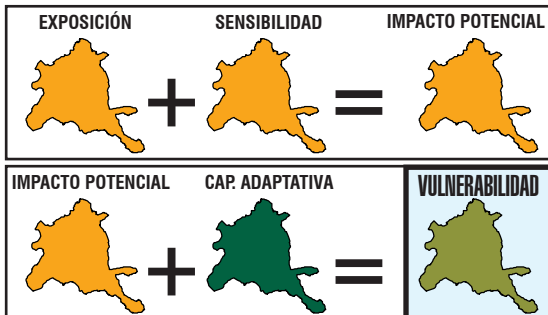 EXPOSICIÓN SENSIBILIDAD IMPACTO POTENCIAL
+ =
IMPACTO POTENCIAL CAP. ADAPTATIVA VULNERABILIDAD
+ =